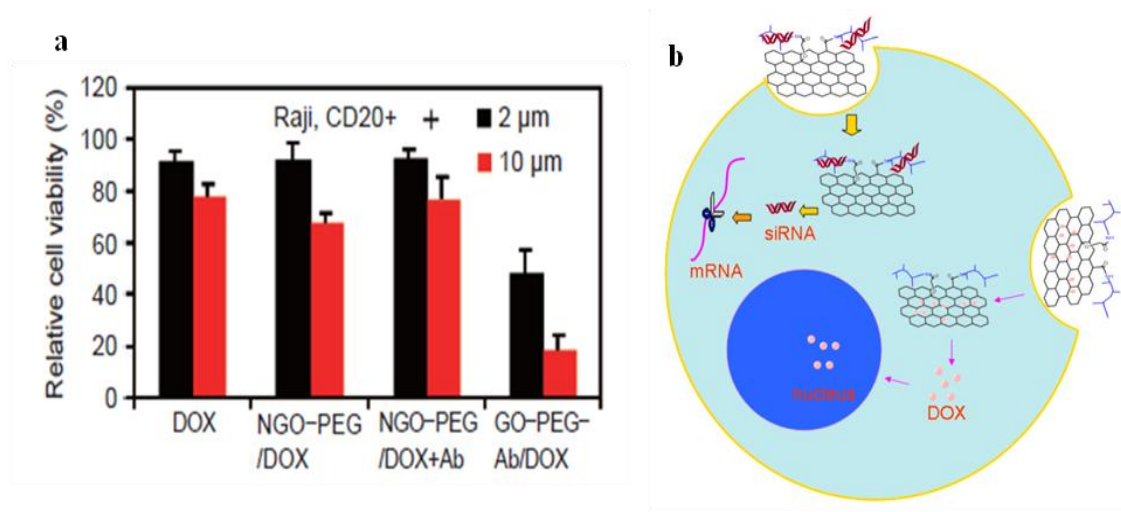 a
Relative cell viability (%)
120
100
80
60
40
20
0
Raji, CD20+ +
2 μm
10 μm
DOX
NGO−PEG
/DOX
NGO−PEG
/DOX+Ab
GO−PEG−
Ab/DOX
b
siRNA
mRNA
nucleus
DOX